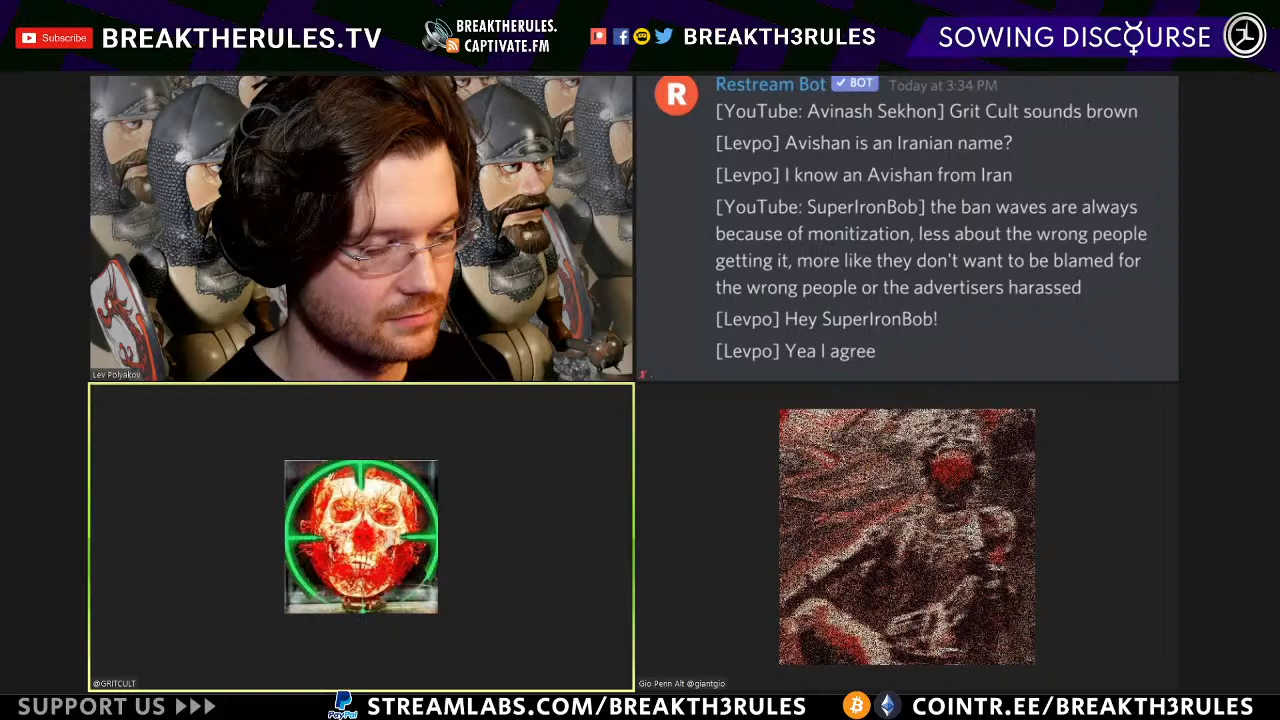 Subscribe BREAKTHERULES.TV
BREAKTHERULES.
CAPTIVATE.FM
BREAKTH3RULES
SOWING DISCOURSE
R
Restream Bot ✓ BOT Today at 3:34 PM
[YouTube: Avinash Sekhon] Grit Cult sounds brown
[Levpo] Avishan is an Iranian name?
[Levpo] I know an Avishan from Iran
[YouTube: SuperIronBob] the ban waves are always
because of monitization, less about the wrong people
getting it, more like they don't want to be blamed for
the wrong people or the advertisers harassed
[Levpo] Hey SuperIronBob!
[Levpo] Yea I agree
Lev Polyakov
@GRITCULT
Gio Penn Alt @giantgio
SUPPORT US
PayPal
STREAMLABS.COM/BREAKTH3RULES
COINTR.EE/BREAKTH3RULES